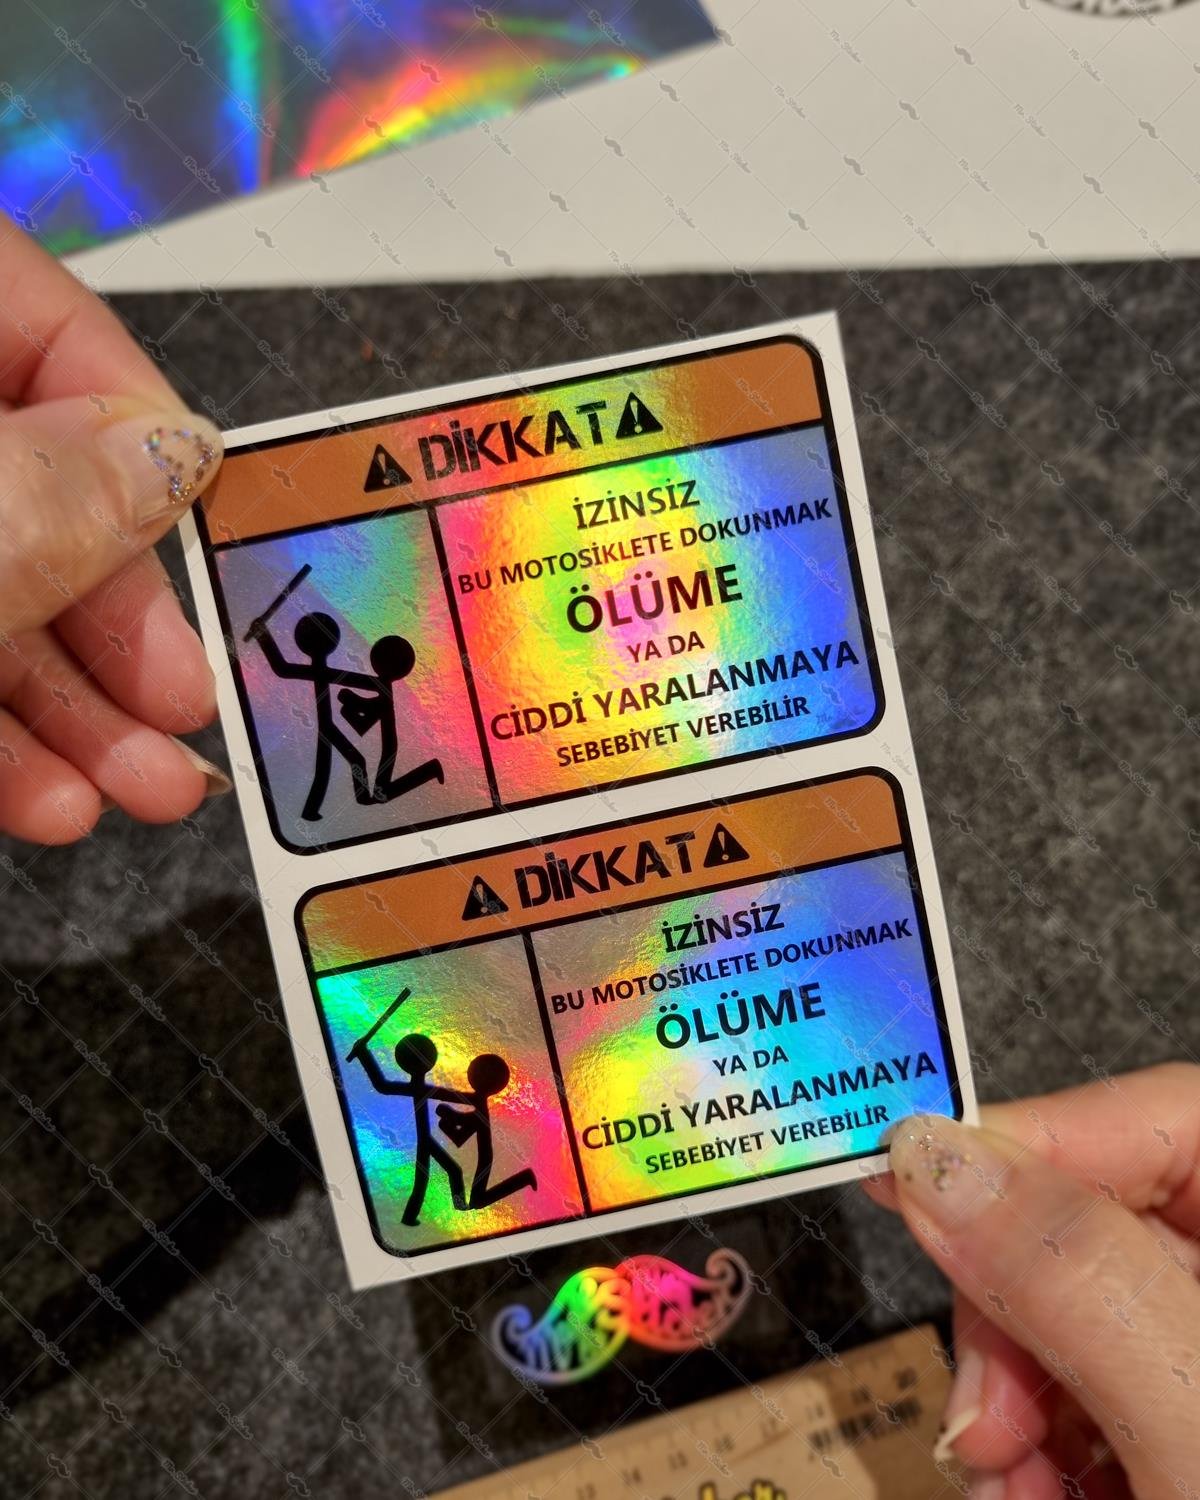 DİKKAT
İZİNSİZ
BU MOTOSİKLETE DOKUNMAK
ÖLÜME
YA DA
CİDDİ YARALANMAYA
SEBEBİYET VEREBİLİR
DİKKAT
İZİNSİZ
BU MOTOSİKLETE DOKUNMAK
ÖLÜME
YA DA
CİDDİ YARALANMAYA
SEBEBİYET VEREBİLİR